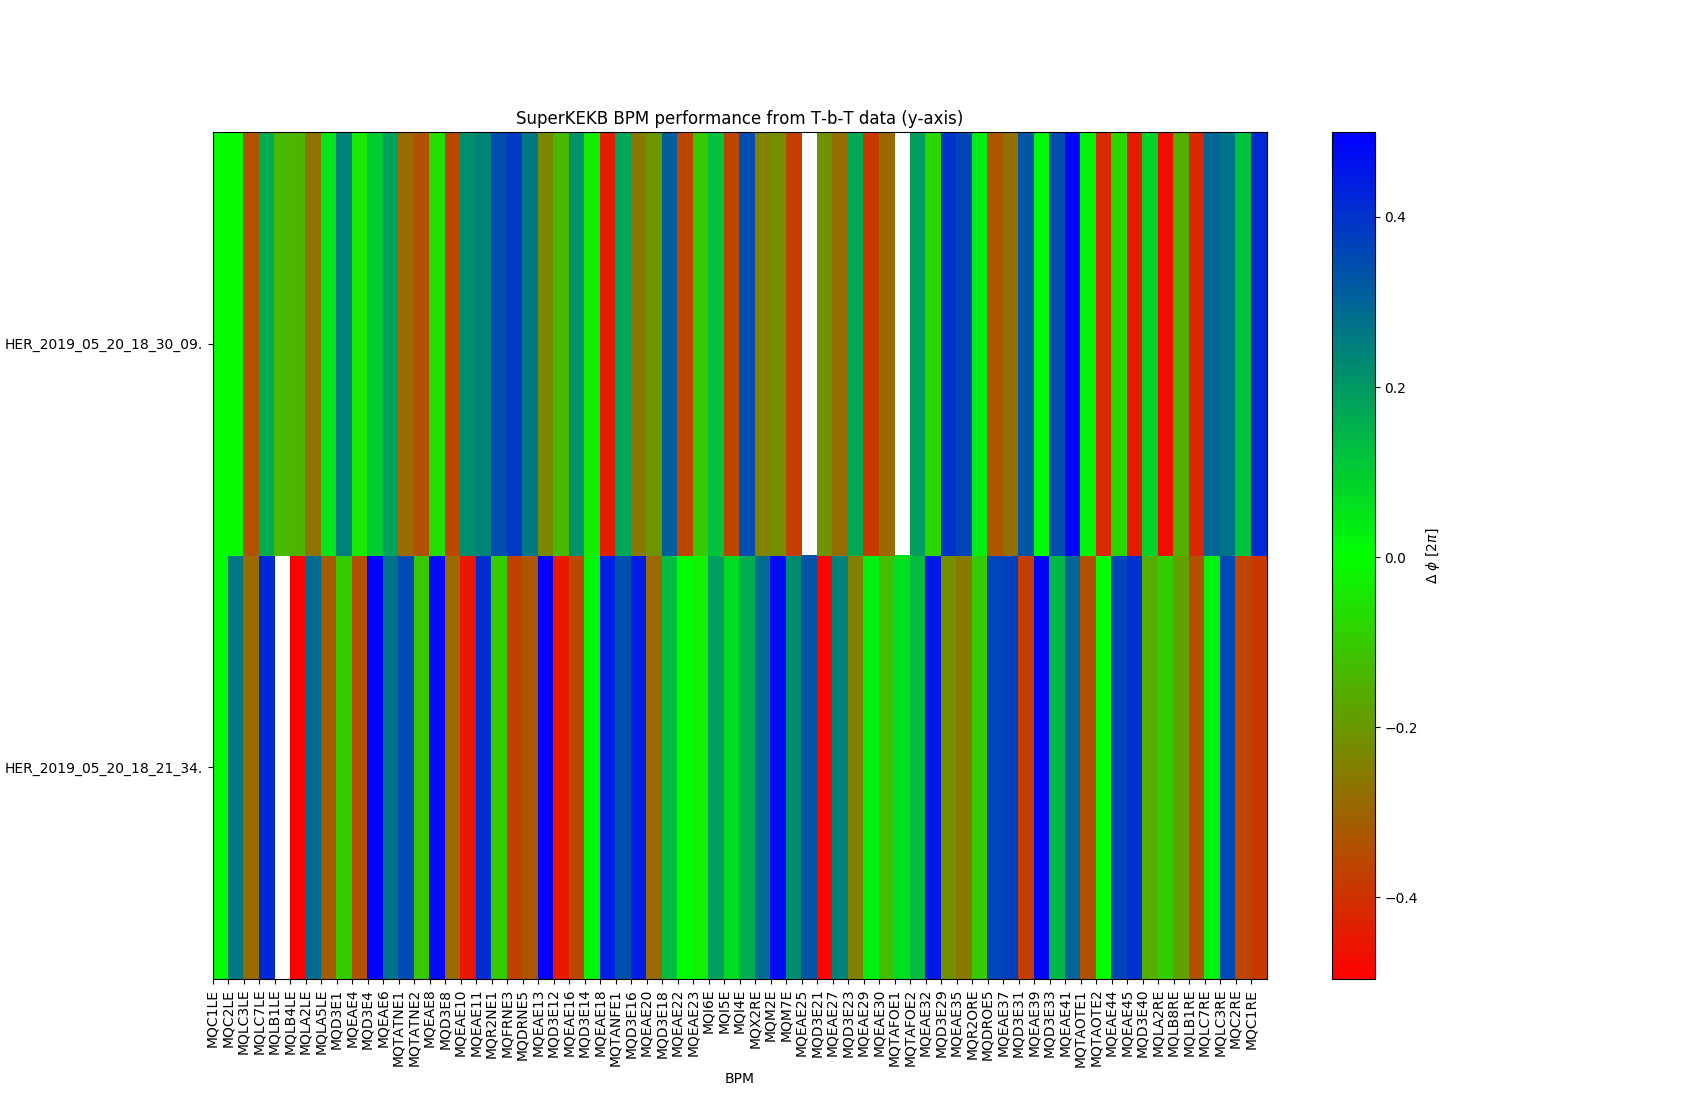 SuperKEKB BPM performance from T-b-T data (y-axis)
HER_2019_05_20_18_30_09.
HER_2019_05_20_18_21_34.
0.4
0.2
0.0
−0.2
−0.4
Δ ϕ [2π]
MQC1LE
MQC2LE
MQLC3LE
MQLC7LE
MQLB1LE
MQLB4LE
MQLA2LE
MQLA5LE
MQD3E1
MQEAE4
MQD3E4
MQEAE6
MQTATNE1
MQTATNE2
MQEAE8
MQD3E8
MQEAE10
MQEAE11
MQR2NE1
MQFRNE3
MQDRNE5
MQEAE13
MQD3E12
MQEAE16
MQD3E14
MQEAE18
MQTANFE1
MQD3E16
MQEAE20
MQD3E18
MQEAE22
MQEAE23
MQI6E
MQI5E
MQI4E
MQX2RE
MQM2E
MQM7E
MQEAE25
MQD3E21
MQEAE27
MQD3E23
MQEAE29
MQEAE30
MQTAFOE1
MQTAFOE2
MQEAE32
MQD3E29
MQEAE35
MQR2ORE
MQDROE5
MQEAE37
MQD3E31
MQEAE39
MQD3E33
MQEAE41
MQTAOTE1
MQTAOTE2
MQEAE44
MQEAE45
MQD3E40
MQLA2RE
MQLB8RE
MQLB1RE
MQLC7RE
MQLC3RE
MQC2RE
MQC1RE
BPM